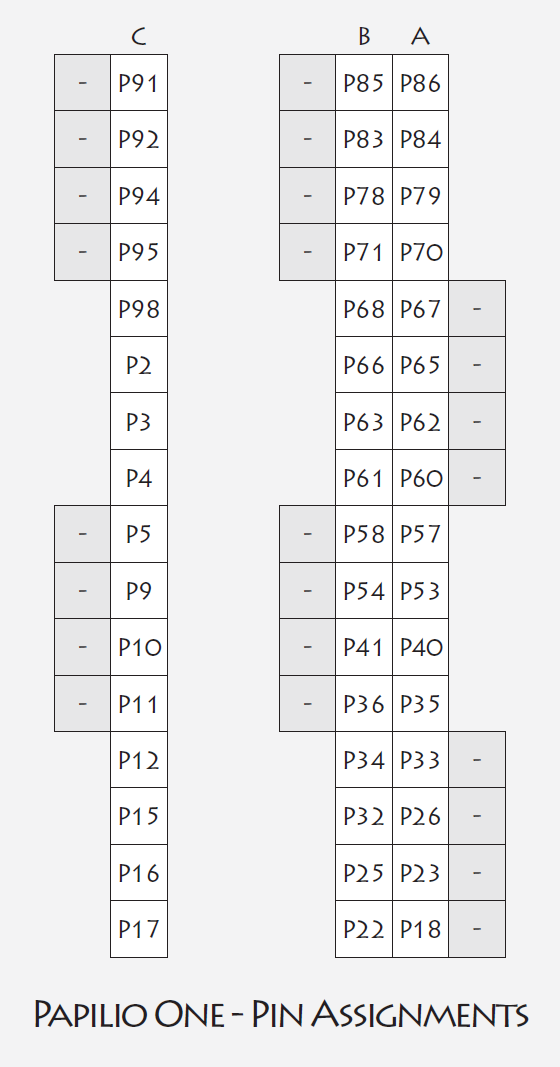 C B A
- P91 - P85 P86
- P92 - P83 P84
- P94 - P78 P79
- P95 - P71 P70
P98 P68 P67 -
P2 P66 P65 -
P3 P63 P62 -
P4 P61 P60 -
- P5 - P58 P57
- P9 - P54 P53
- P10 - P41 P40
- P11 - P36 P35
P12 P34 P33 -
P15 P32 P26 -
P16 P25 P23 -
P17 P22 P18 -
Papilio One - Pin Assignments